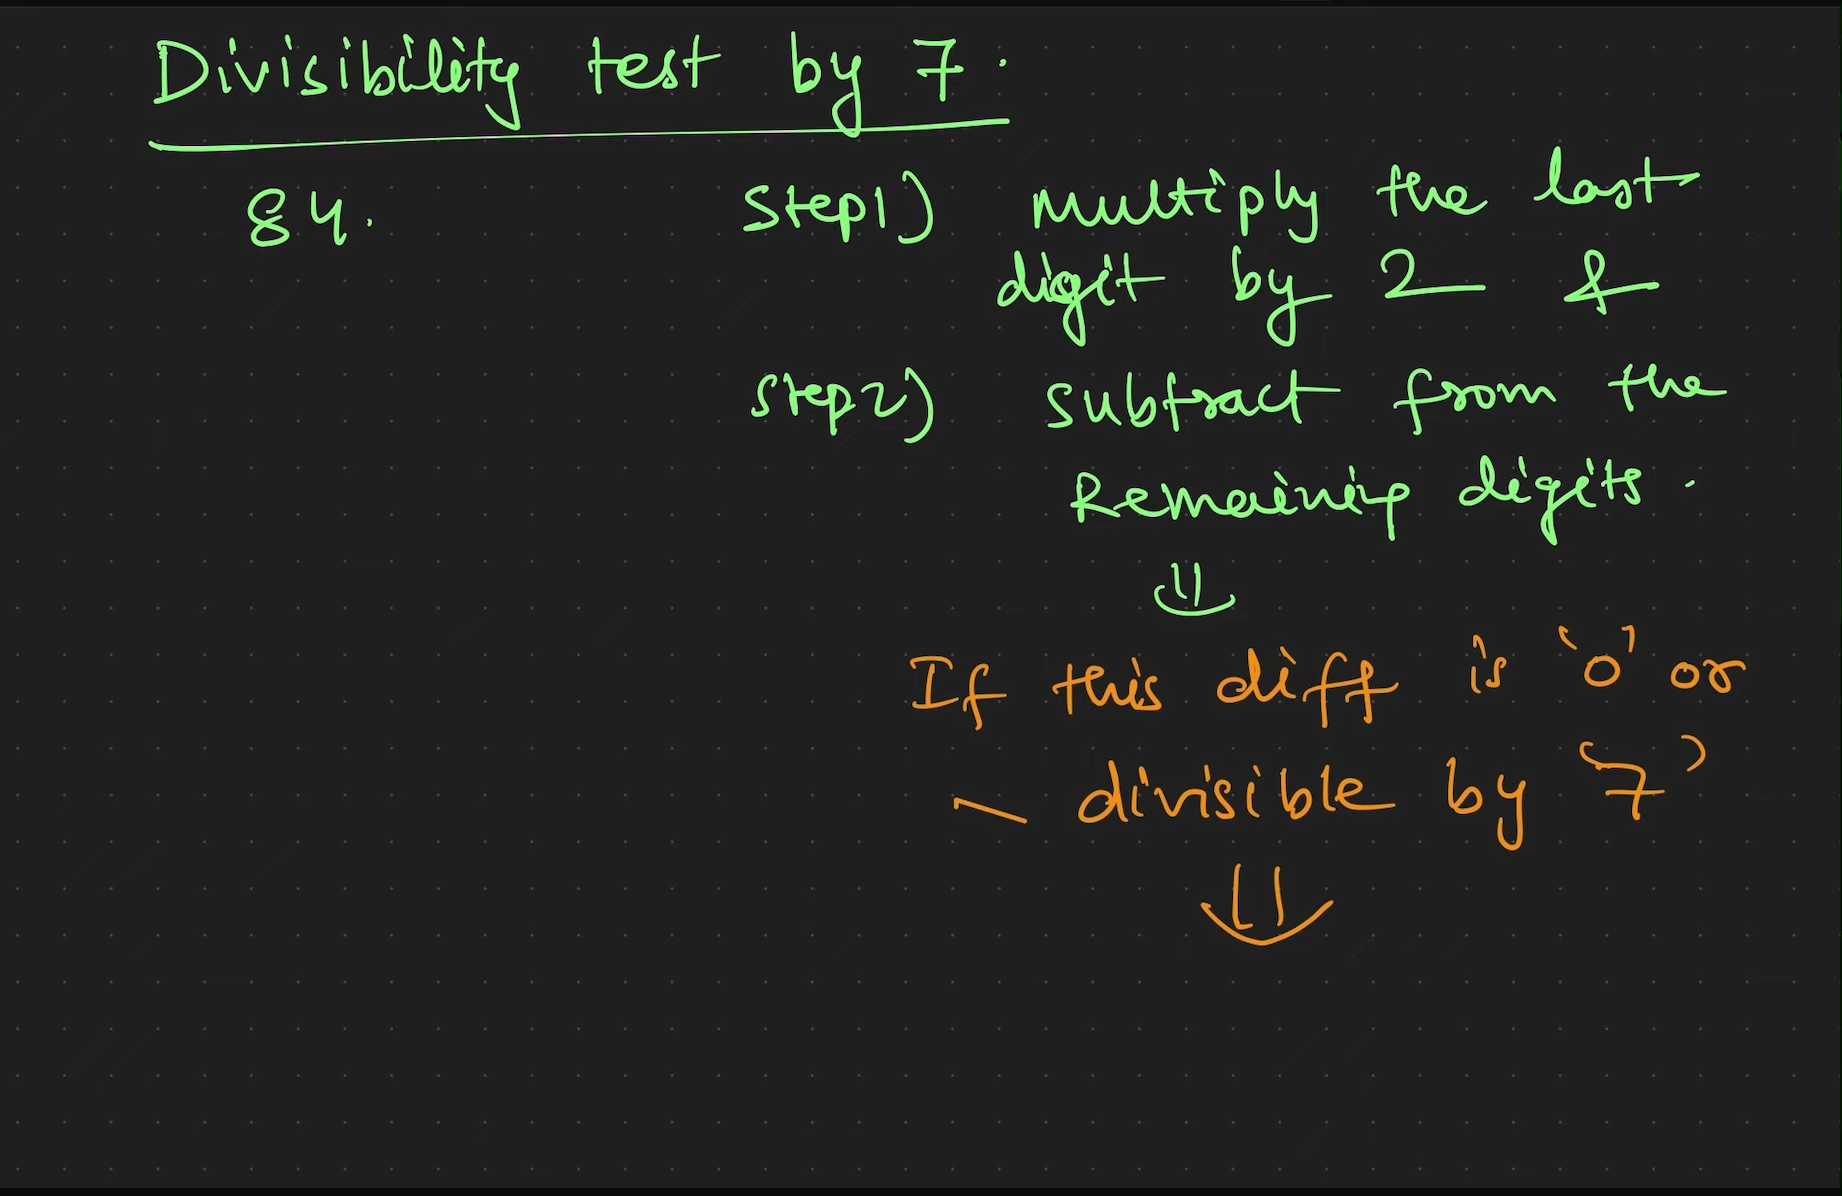 Divisibility test by 7.
84. Step1) Multiply the last
digit by 2 &
Step2) Subtract from the
Remaining digits.
If this diff is '0' or
divisible by '7'